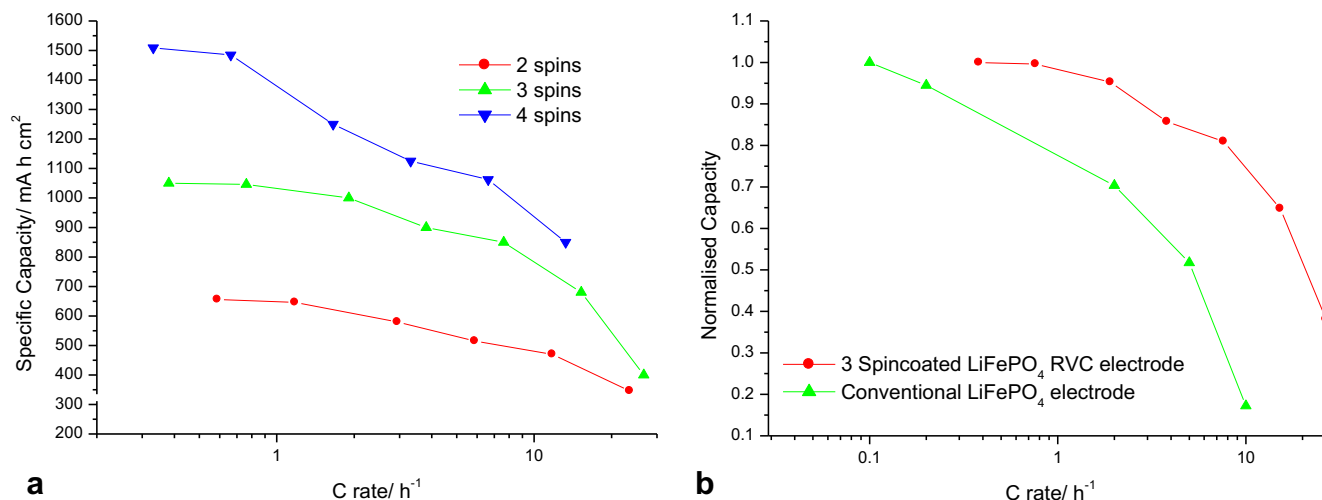 1600
1500
1400
1300
1200
1100
1000
900
800
700
600
500
400
300
200
Specific Capacity/ mA h cm²
2 spins
3 spins
4 spins
1 10
C rate/ h⁻¹
a
1.1
1.0
0.9
0.8
0.7
0.6
0.5
0.4
0.3
0.2
0.1
Normalised Capacity
3 Spincoated LiFePO₄ RVC electrode
Conventional LiFePO₄ electrode
0.1 1 10
C rate/ h⁻¹
b